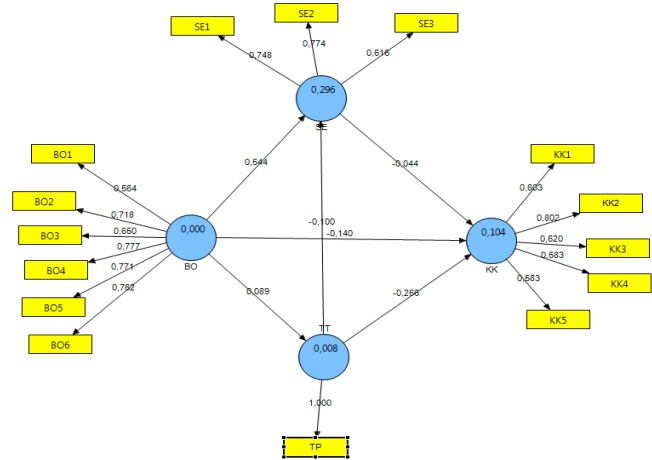 SE1
SE2
SE3
0,748
0,774
0,616
0,296
SE
BO1
BO2
BO3
BO4
BO5
BO6
0,564
0,718
0,650
0,777
0,771
0,762
0,000
BO
0,544
-0,044
-0,100
-0,140
0,089
-0,266
0,104
KK
KK1
KK2
KK3
KK4
KK5
0,603
0,802
0,620
0,583
0,583
TT
0,008
1,000
TP